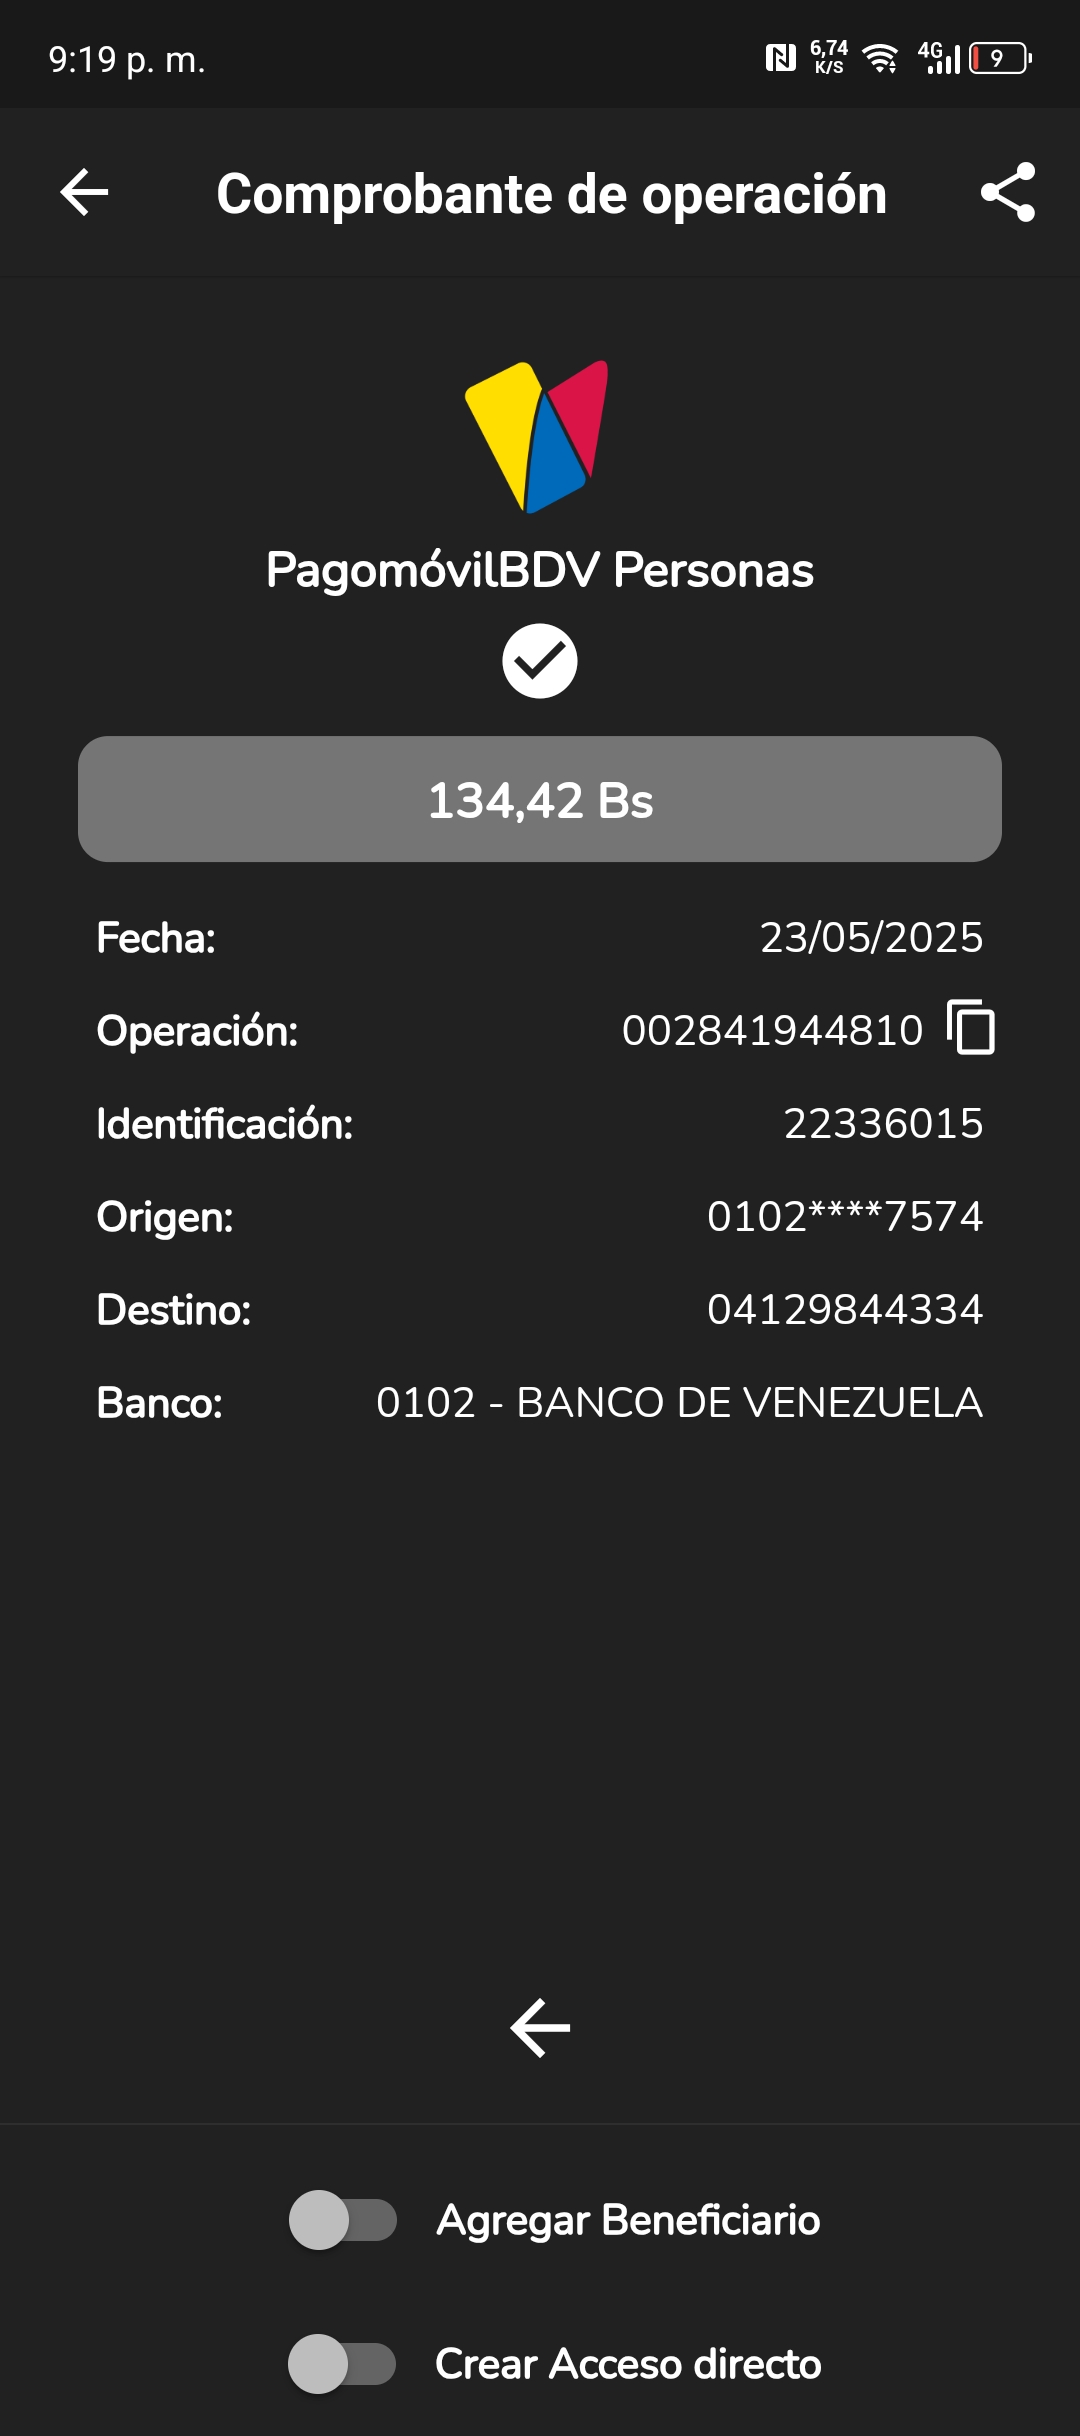 9:19 p. m.
6,74 K/S 4G 9
Comprobante de operación
PagomóvilBDV Personas
134,42 Bs
Fecha: 23/05/2025
Operación: 002841944810
Identificación: 22336015
Origen: 0102****7574
Destino: 04129844334
Banco: 0102 - BANCO DE VENEZUELA
Agregar Beneficiario
Crear Acceso directo